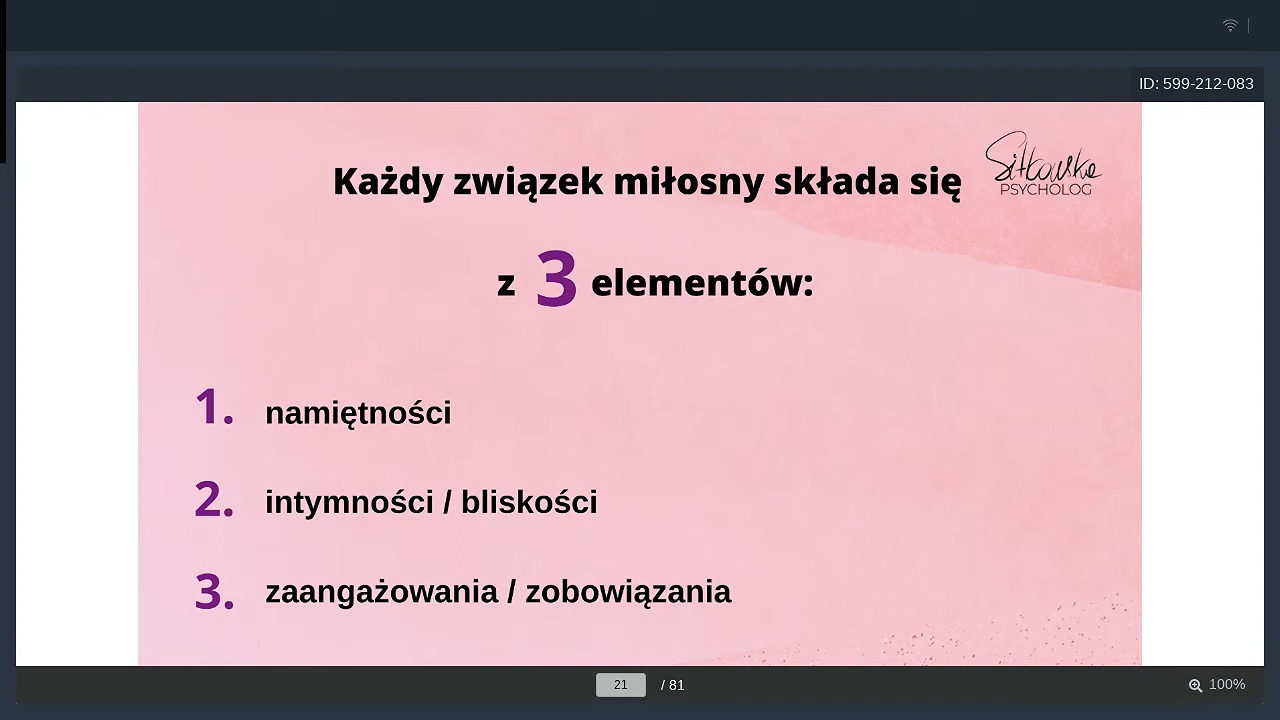 ID: 599-212-083
Każdy związek miłosny składa się
z 3 elementów:
PSYCHOLOG
1. namiętności
2. intymności / bliskości
3. zaangażowania / zobowiązania
21 / 81
100%